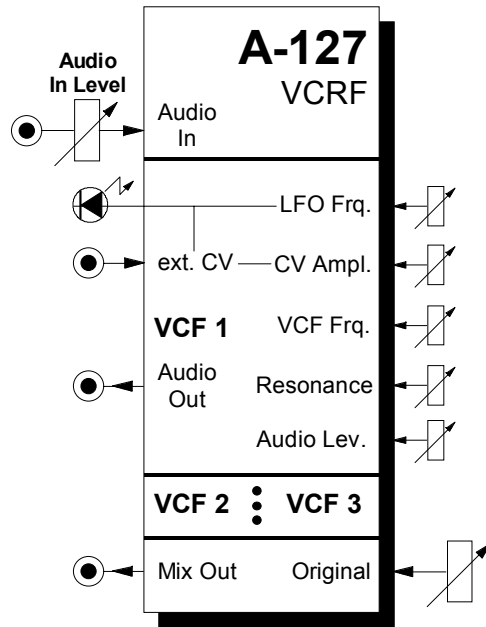 A-127
VCRF
Audio
In Level
Audio
In
LFO Frq.
ext. CV
CV Ampl.
VCF 1
VCF Frq.
Audio
Out
Resonance
Audio Lev.
VCF 2
VCF 3
Mix Out
Original